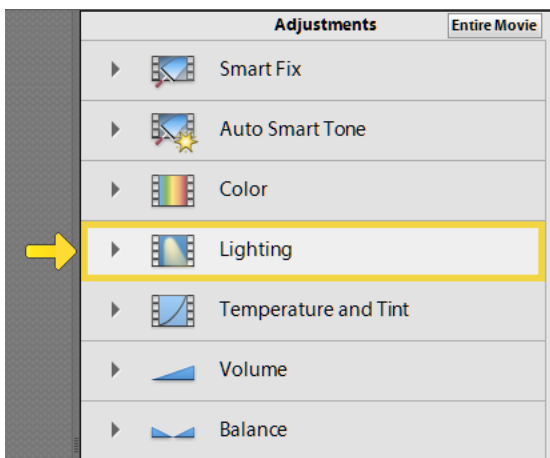 Adjustments Entire Movie
Smart Fix
Auto Smart Tone
Color
Lighting
Temperature and Tint
Volume
Balance